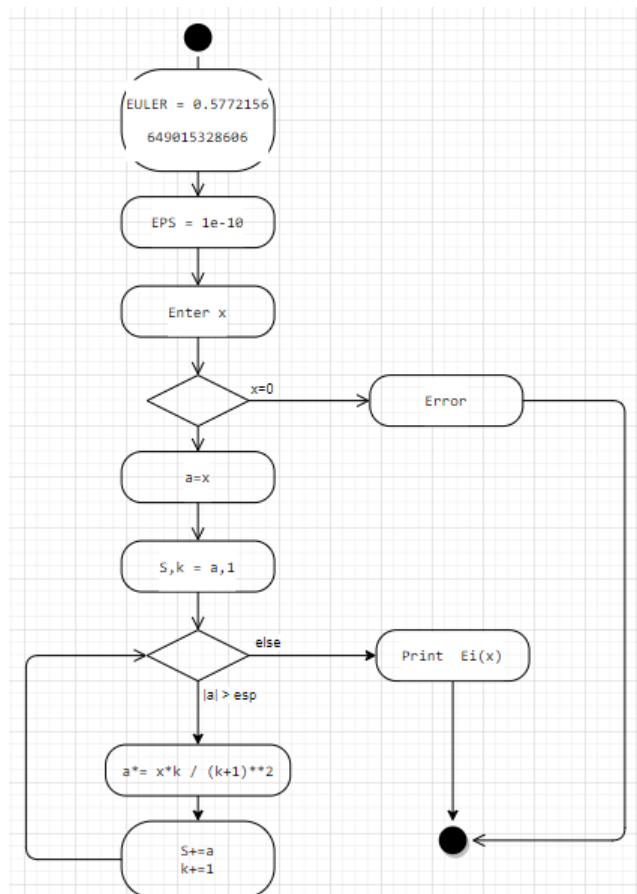 EULER = 0.5772156
649015328606
EPS = 1e-10
Enter x
x=0
Error
a=x
S,k = a,1
else
Print Ei(x)
|a| > esp
a*= x*k / (k+1)**2
S+=a
k+=1